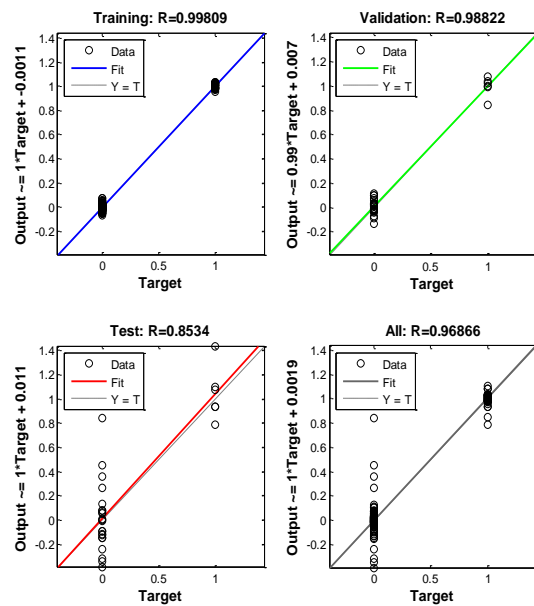 Training: R=0.99809
Output ~= 1*Target + -0.0011
1.4
1.2
1
0.8
0.6
0.4
0.2
0
-0.2
Data
Fit
Y = T
0
0.5
1
Target
Validation: R=0.98822
Output ~= 0.99*Target + 0.007
1.4
1.2
1
0.8
0.6
0.4
0.2
0
-0.2
Data
Fit
Y = T
0
0.5
1
Target
Test: R=0.8534
Output ~= 1*Target + 0.011
1.4
1.2
1
0.8
0.6
0.4
0.2
0
-0.2
Data
Fit
Y = T
0
0.5
1
Target
All: R=0.96866
Output ~= 1*Target + 0.0019
1.4
1.2
1
0.8
0.6
0.4
0.2
0
-0.2
Data
Fit
Y = T
0
0.5
1
Target